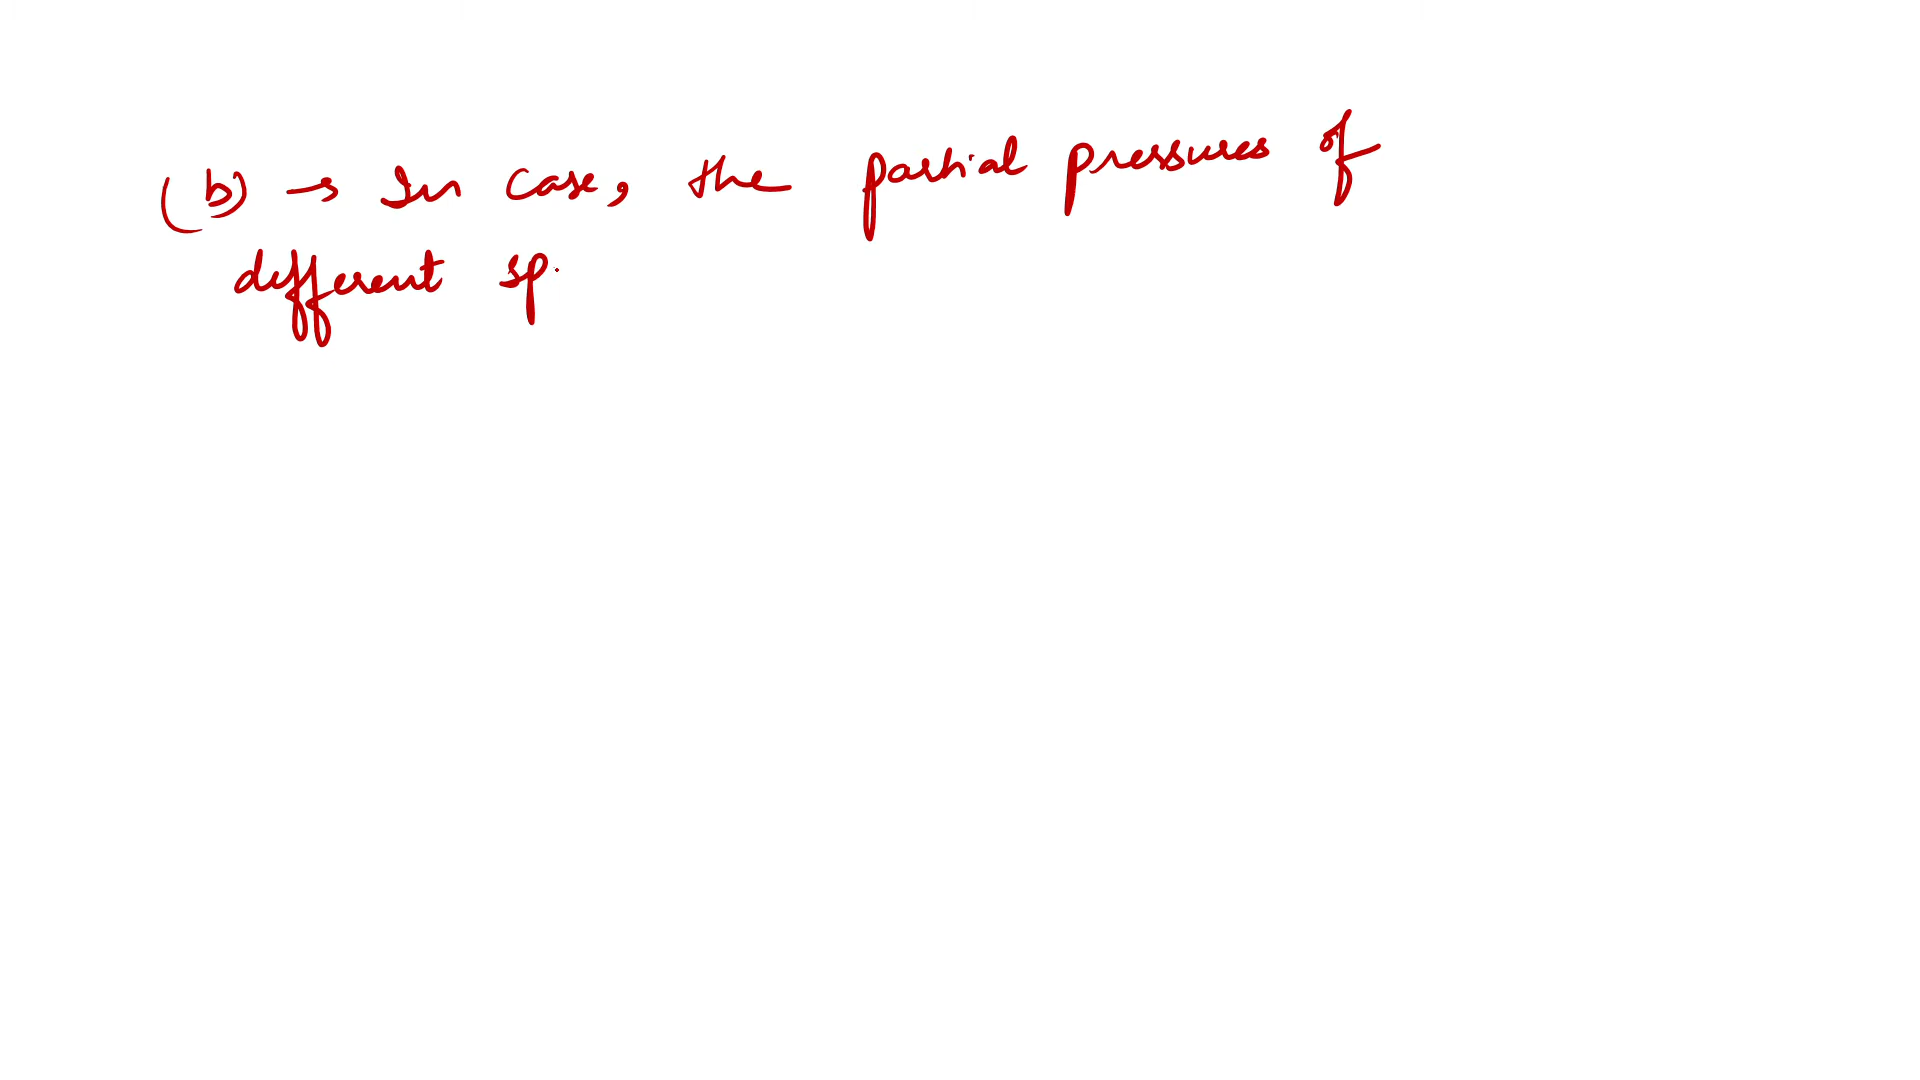 (b) → In case, the partial pressures of
different sp